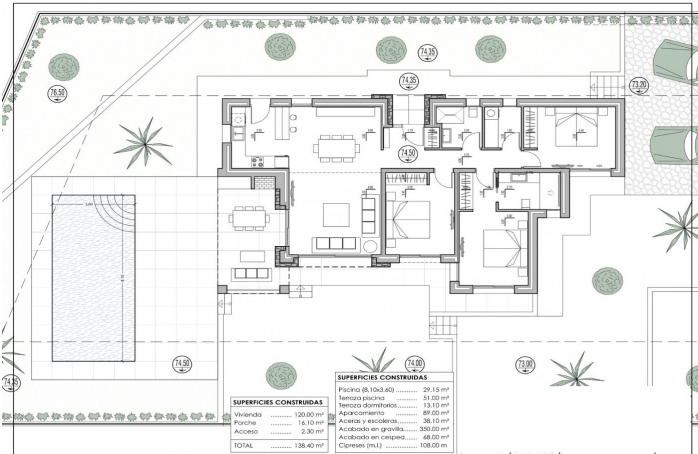 74.35
74.35
73.20
76.50
74.50
74.50
74.35
74.00
73.00
SUPERFICIES CONSTRUIDAS
Vivienda ............ 120.00 m²
Porche ............ 16.10 m²
Acceso ............ 2.30 m²
TOTAL ............ 138.40 m²
SUPERFICIES CONSTRUIDAS
Piscina (8,10x3,60) ............ 29.15 m²
Terraza piscina ............ 51.00 m²
Terraza dormitorios ............ 13.10 m²
Aparcamiento ............ 89.00 m²
Aceras y escaleras ............ 38.10 m²
Acabado en gravilla ............ 350.00 m²
Acabado en cesped ............ 68.00 m²
Cipreses (m.l.) ............ 108.00 m